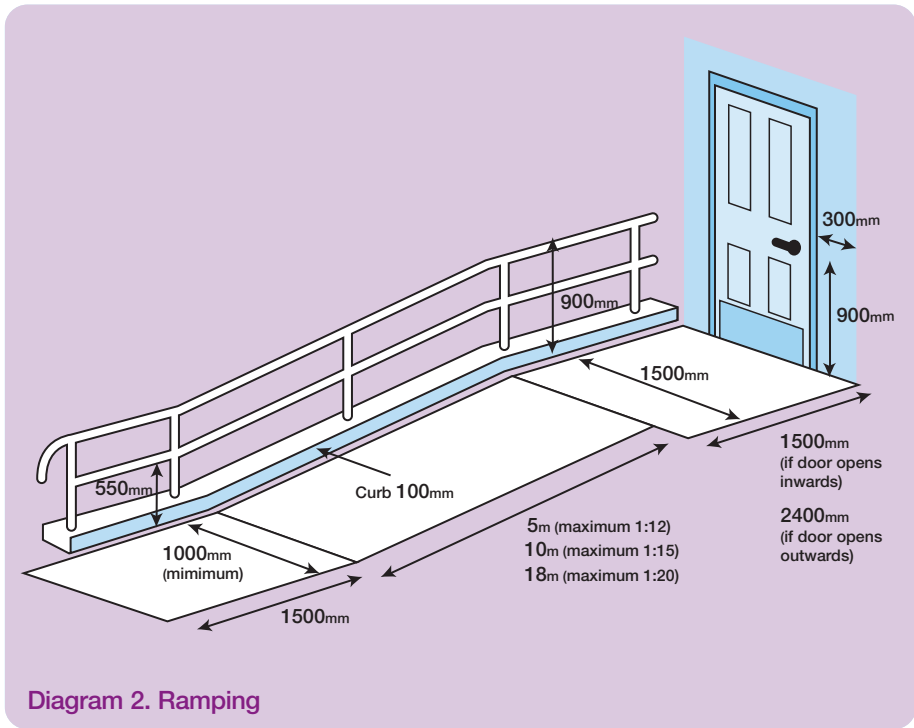 300mm
900mm
900mm
1500mm
1500mm
(if door opens
inwards)
2400mm
(if door opens
outwards)
550mm
Curb 100mm
5m (maximum 1:12)
10m (maximum 1:15)
18m (maximum 1:20)
1000mm
(mimimum)
1500mm
Diagram 2. Ramping